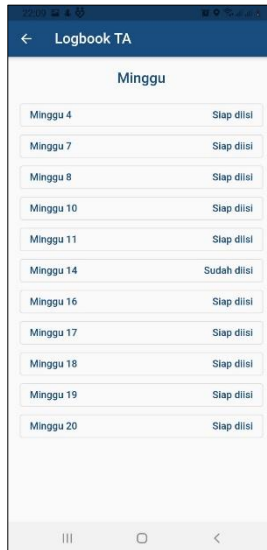 22:09
Logbook TA
Minggu
Minggu 4 Siap diisi
Minggu 7 Siap diisi
Minggu 8 Siap diisi
Minggu 10 Siap diisi
Minggu 11 Siap diisi
Minggu 14 Sudah diisi
Minggu 16 Siap diisi
Minggu 17 Siap diisi
Minggu 18 Siap diisi
Minggu 19 Siap diisi
Minggu 20 Siap diisi